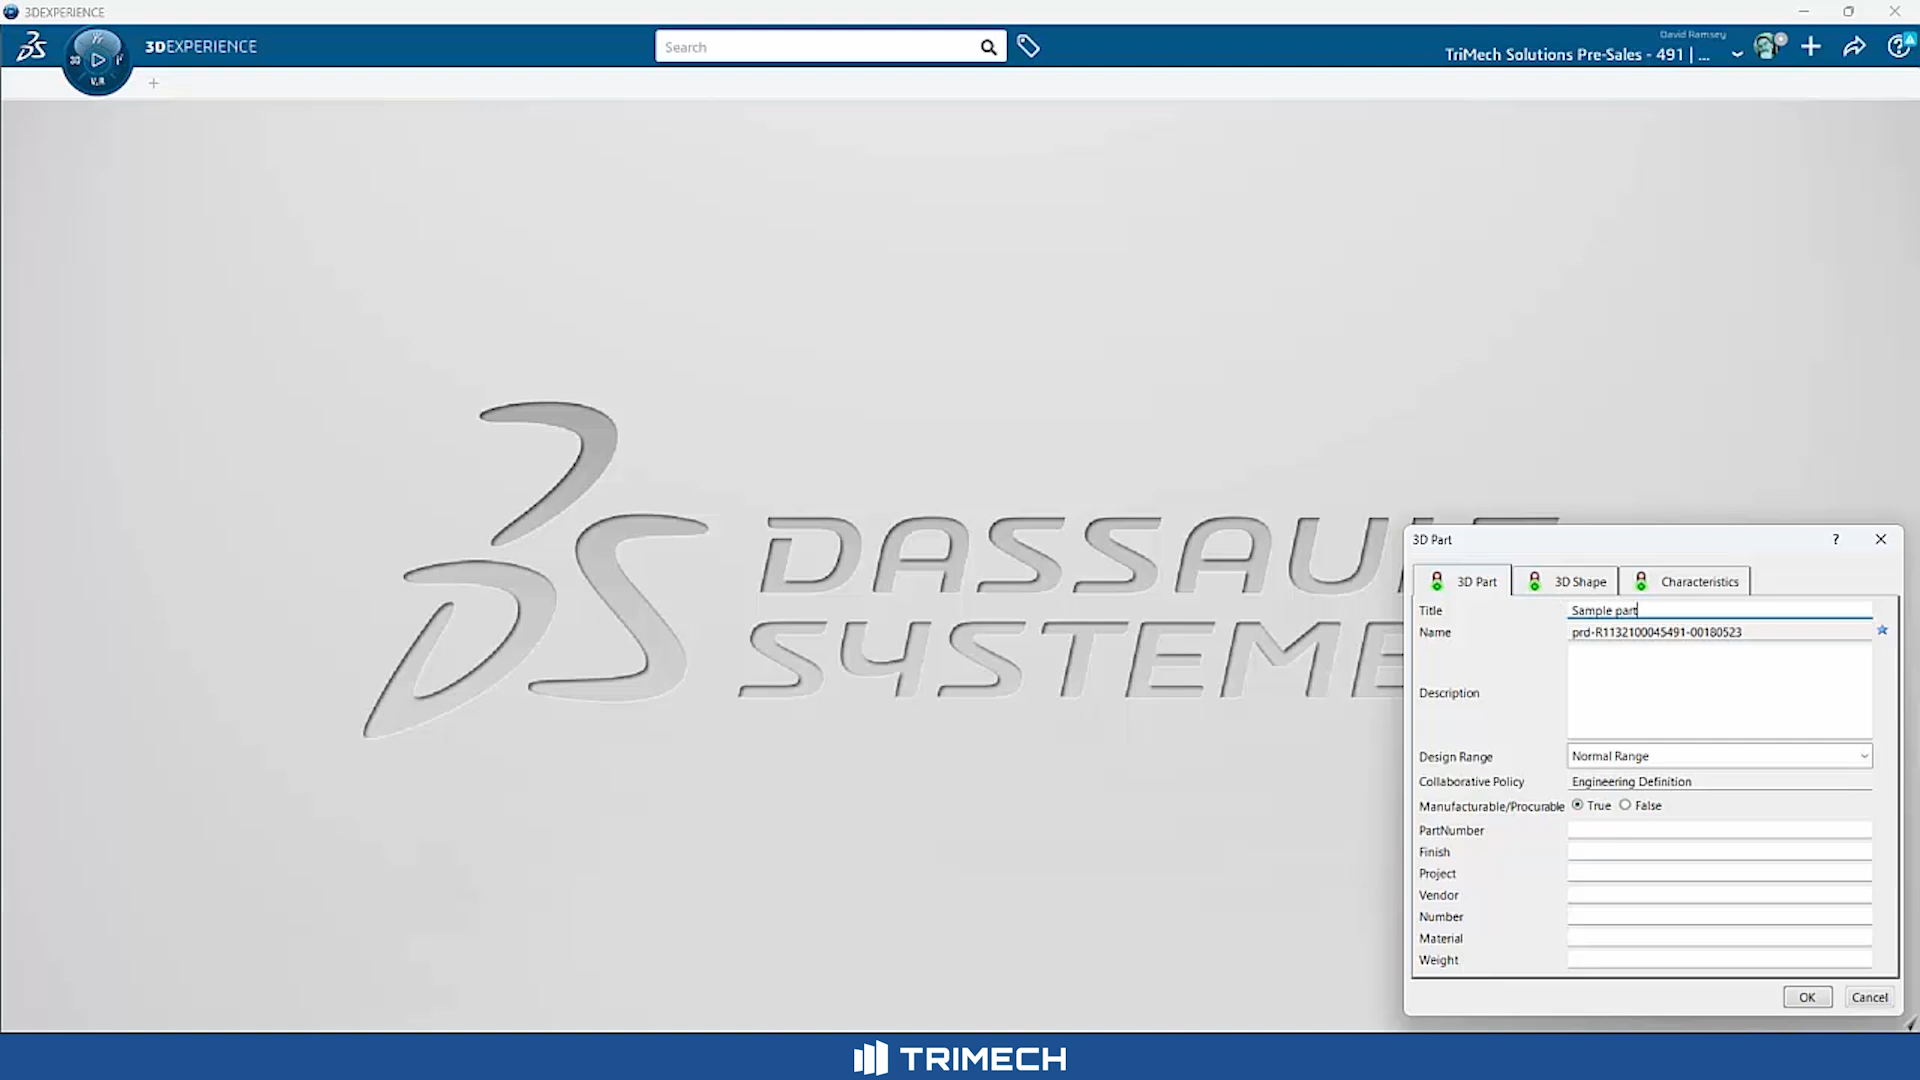 3DEXPERIENCE
3DEXPERIENCE
Search
David Ramsey
TriMech Solutions Pre-Sales - 491 | ...
3D
V.R
DASSAULT
SYSTEMES
3D Part
?
3D Part
3D Shape
Characteristics
Title
Sample part
Name
prd-R1132100045491-00180523
Description
Design Range
Normal Range
Collaborative Policy
Engineering Definition
Manufacturable/Procurable
True
False
PartNumber
Finish
Project
Vendor
Number
Material
Weight
OK
Cancel
TRIMECH